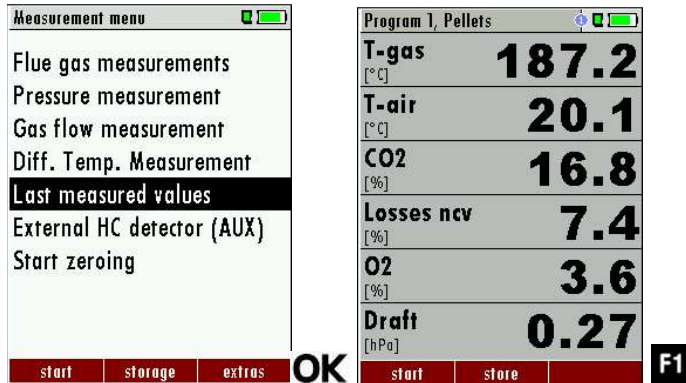 Measurement menu
Flue gas measurements
Pressure measurement
Gas flow measurement
Diff. Temp. Measurement
Last measured values
External HC detector (AUX)
Start zeroing
start storage extras
OK
Program 1, Pellets
T-gas 187.2
[°C]
T-air 20.1
[°C]
CO2 16.8
[%]
Losses ncv 7.4
[%]
O2 3.6
[%]
Draft 0.27
[hPa]
start store
F1